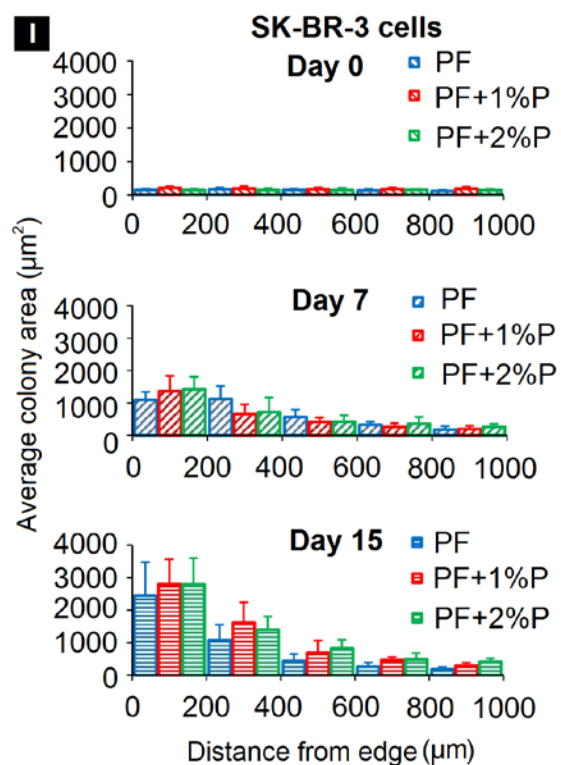 I
SK-BR-3 cells
Day 0
PF
PF+1%P
PF+2%P
4000
3000
2000
1000
0
0 200 400 600 800 1000
Day 7
PF
PF+1%P
PF+2%P
4000
3000
2000
1000
0
0 200 400 600 800 1000
Day 15
PF
PF+1%P
PF+2%P
4000
3000
2000
1000
0
0 200 400 600 800 1000
Average colony area (µm²)
Distance from edge (µm)